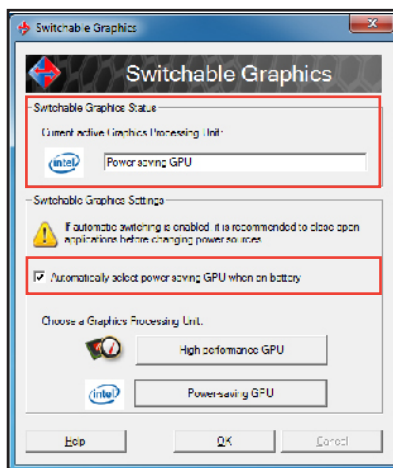 Switchable Graphics
Switchable Graphics
Switchable Graphics Status
Current active Graphics Processing Unit:
intel
Power saving GPU
Switchable Graphics Settings
If automatic switching is enabled, it is recommended to close open
applications before changing power sources
Automatically select power saving GPU when on battery
Choose a Graphics Processing Unit:
High performance GPU
intel
Power-saving GPU
Help OK Cancel